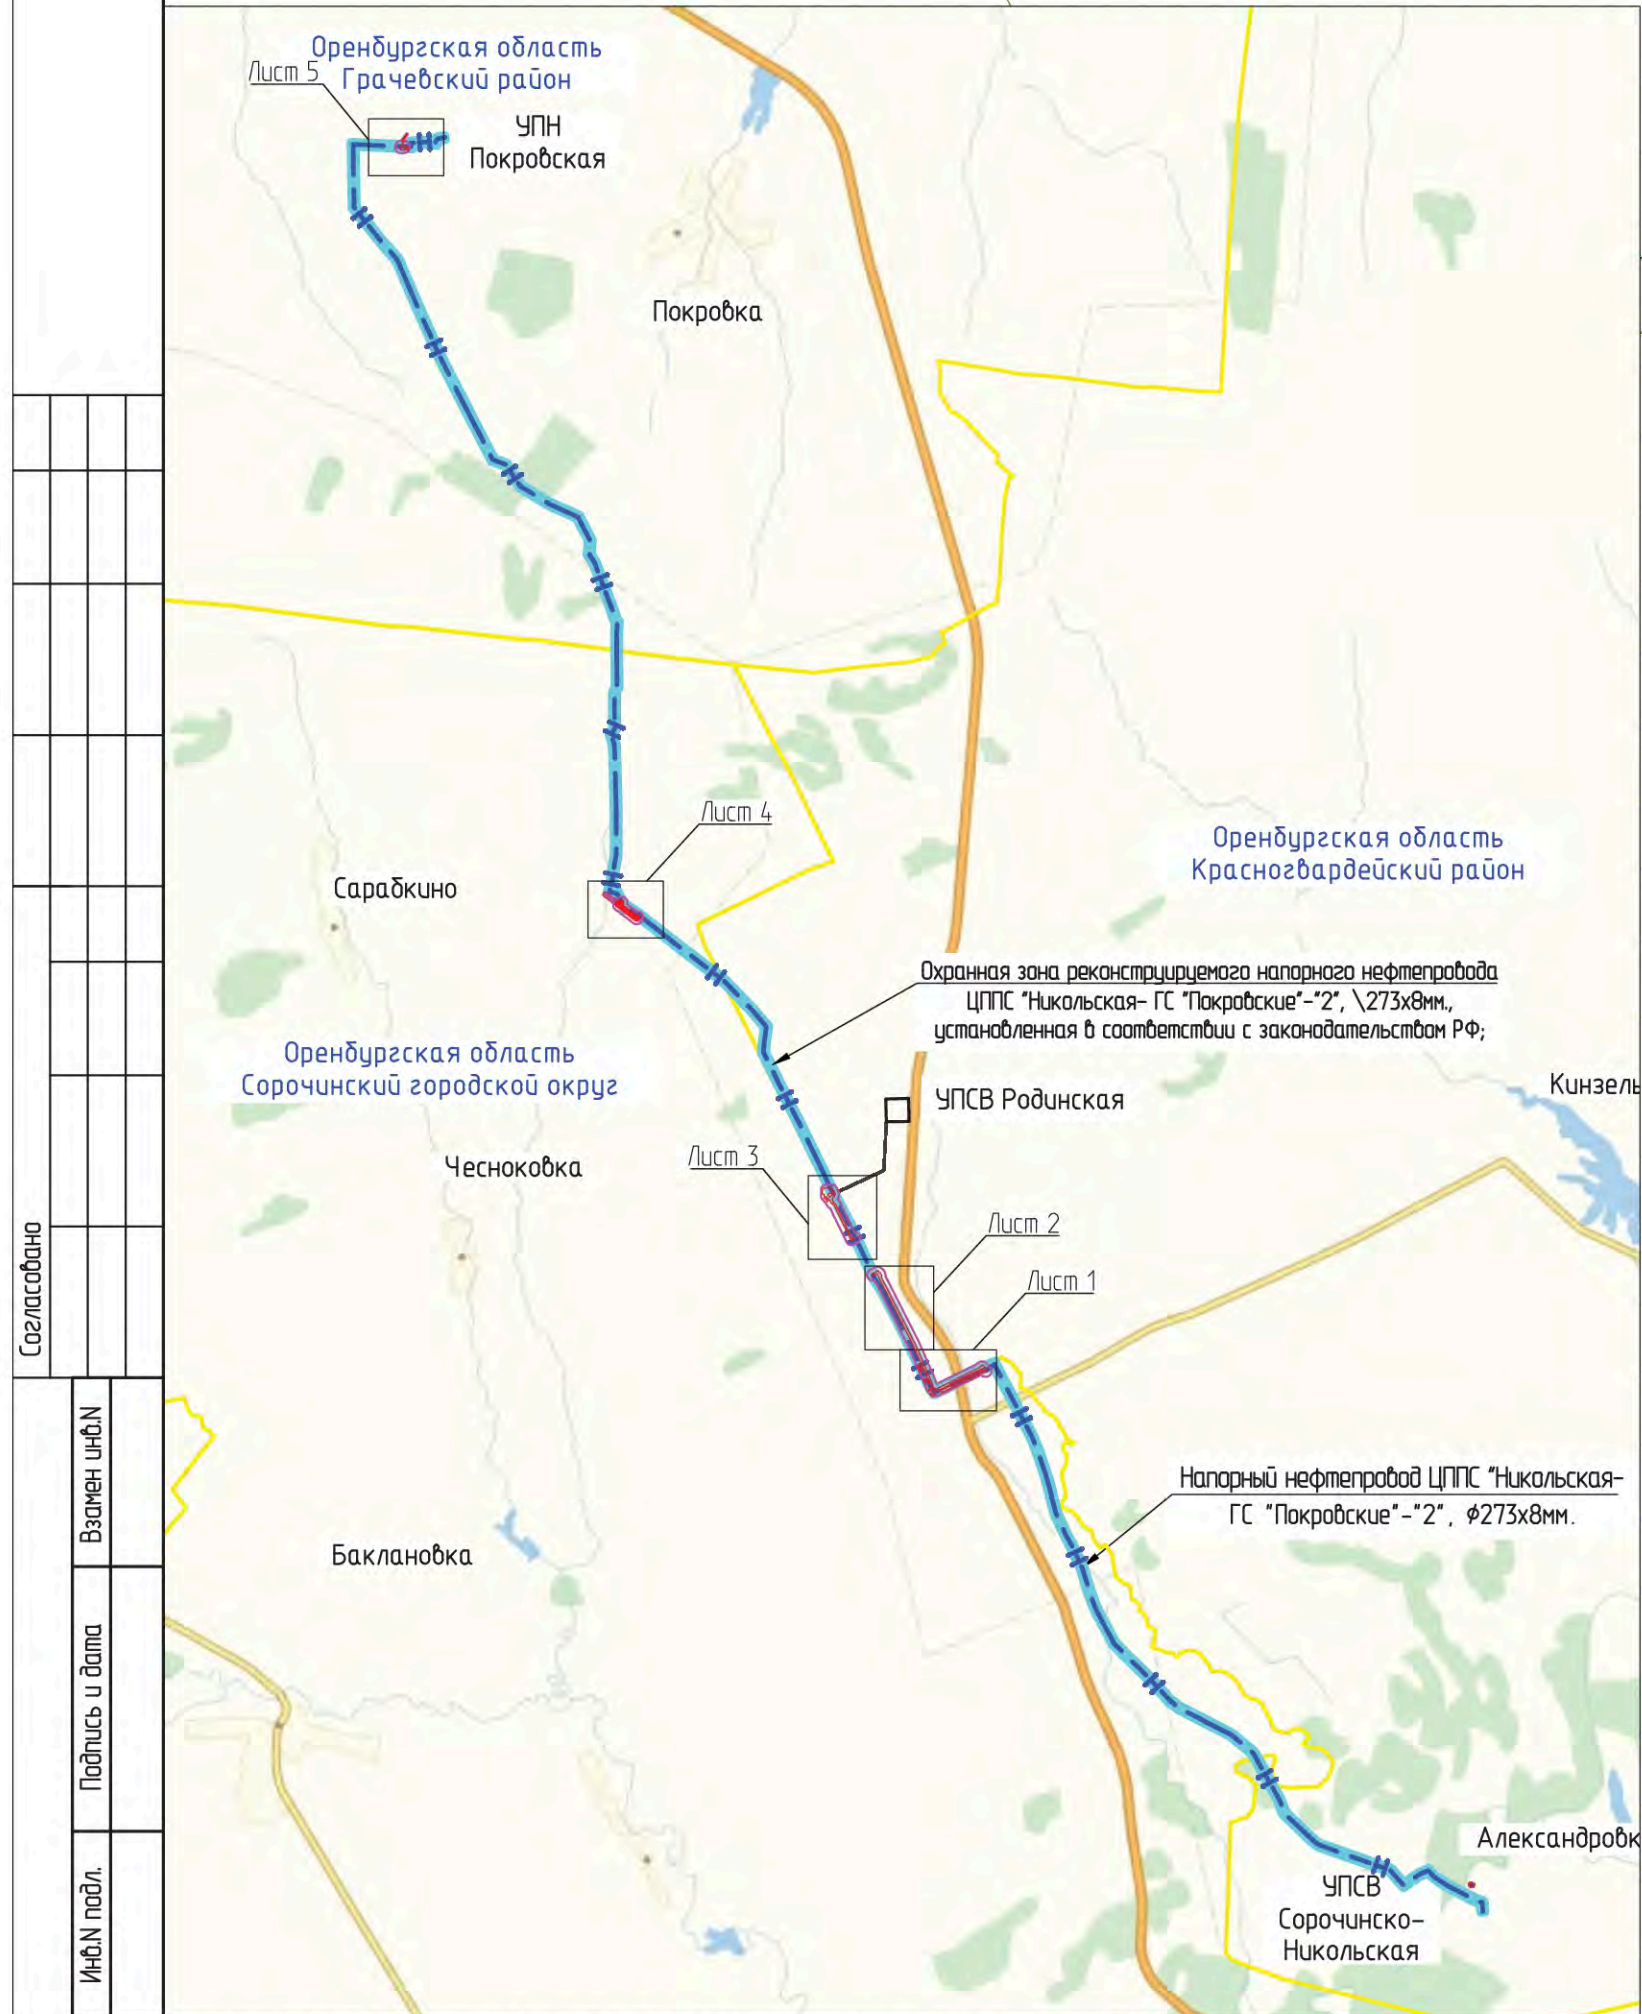 Оренбургская область
Грачевский район
Лист 5
УПН
Покровская
Покровка
Лист 4
Оренбургская область
Красногвардейский район
Сарабкино
Охранная зона реконструируемого напорного нефтепровода
ЦППС "Никольская- ГС "Покровские"-"2", \273х8мм.,
установленная в соответствии с законодательством РФ;
Оренбургская область
Сорочинский городской округ
Кинзель
УПСВ Родинская
Чесноковка
Лист 3
Лист 2
Лист 1
Согласовано
Напорный нефтепровод ЦППС "Никольская-
ГС "Покровские"-"2", Ø273х8мм.
Взамен инв.N
Баклановка
Подпись и дата
Александровк
УПСВ
Сорочинско-
Никольская
Инв.N подл.